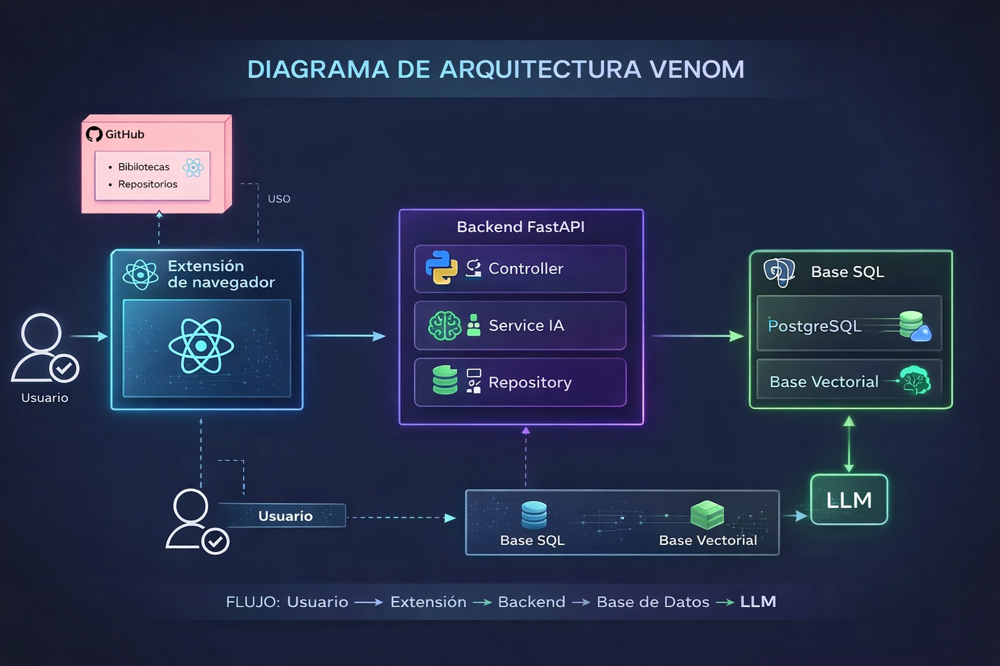 DIAGRAMA DE ARQUITECTURA VENOM
GitHub
• Bibilotecas
• Repositorios
USO
Extensión
de navegador
Usuario
Backend FastAPI
Controller
Service IA
Repository
Base SQL
PostgreSQL
Base Vectorial
LLM
Usuario
Base SQL
Base Vectorial
FLUJO: Usuario → Extensión → Backend → Base de Datos → LLM